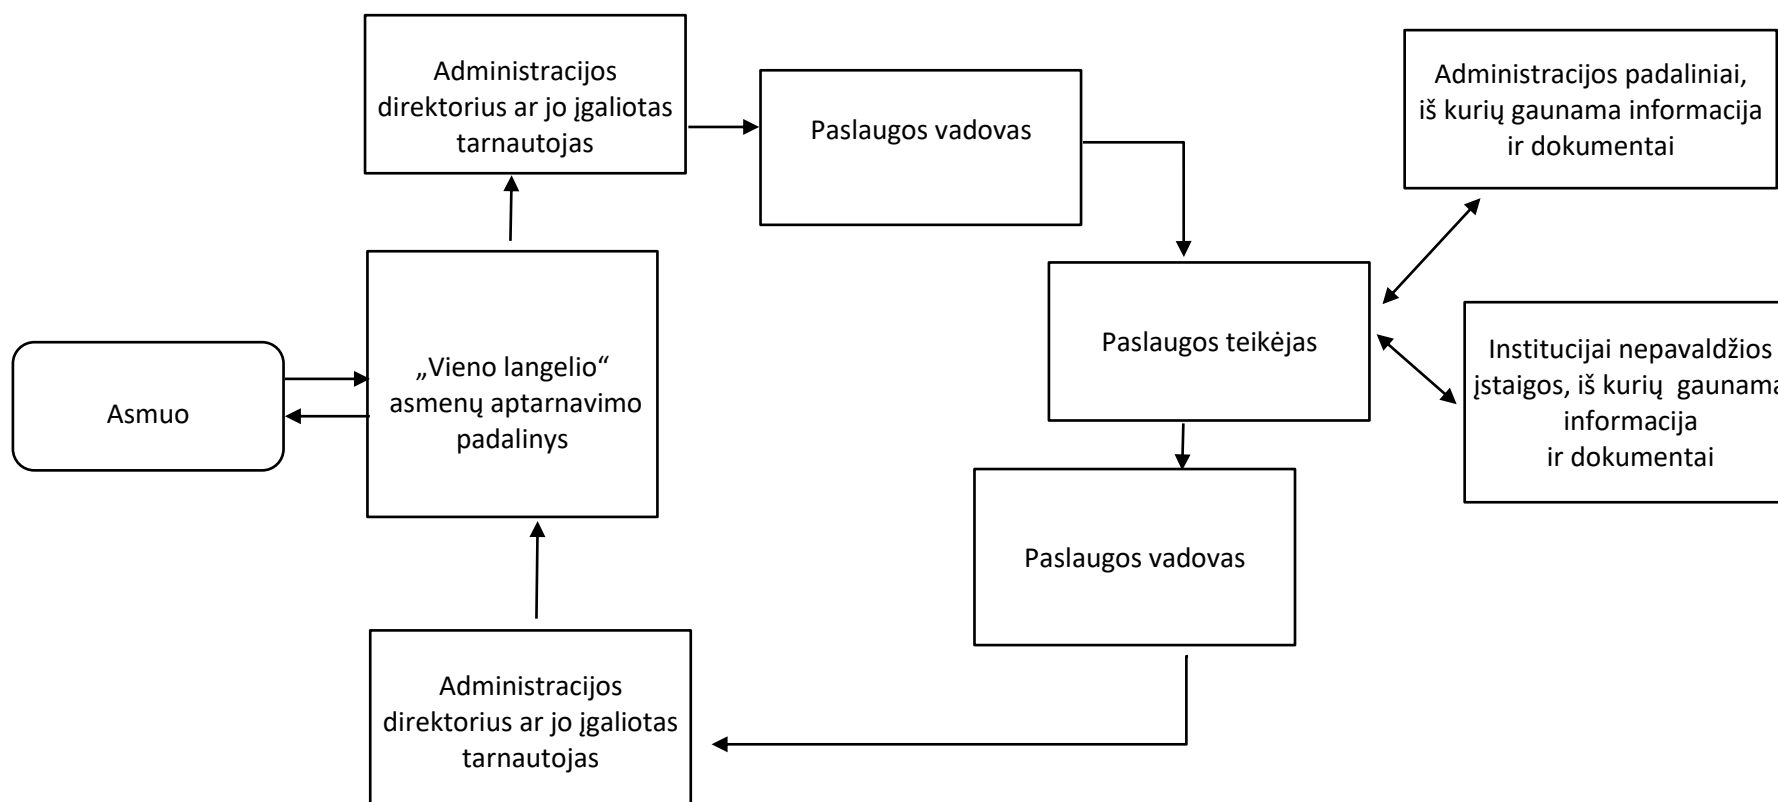 Administracijos
direktorius ar jo įgaliotas
tarnautojas
Paslaugos vadovas
Administracijos padaliniai,
iš kurių gaunama informacija
ir dokumentai
„Vieno langelio“
asmenų aptarnavimo
padalinys
Asmuo
Paslaugos teikėjas
Institucijai nepavaldžios
įstaigos, iš kurių gaunama
informacija
ir dokumentai
Paslaugos vadovas
Administracijos
direktorius ar jo įgaliotas
tarnautojas